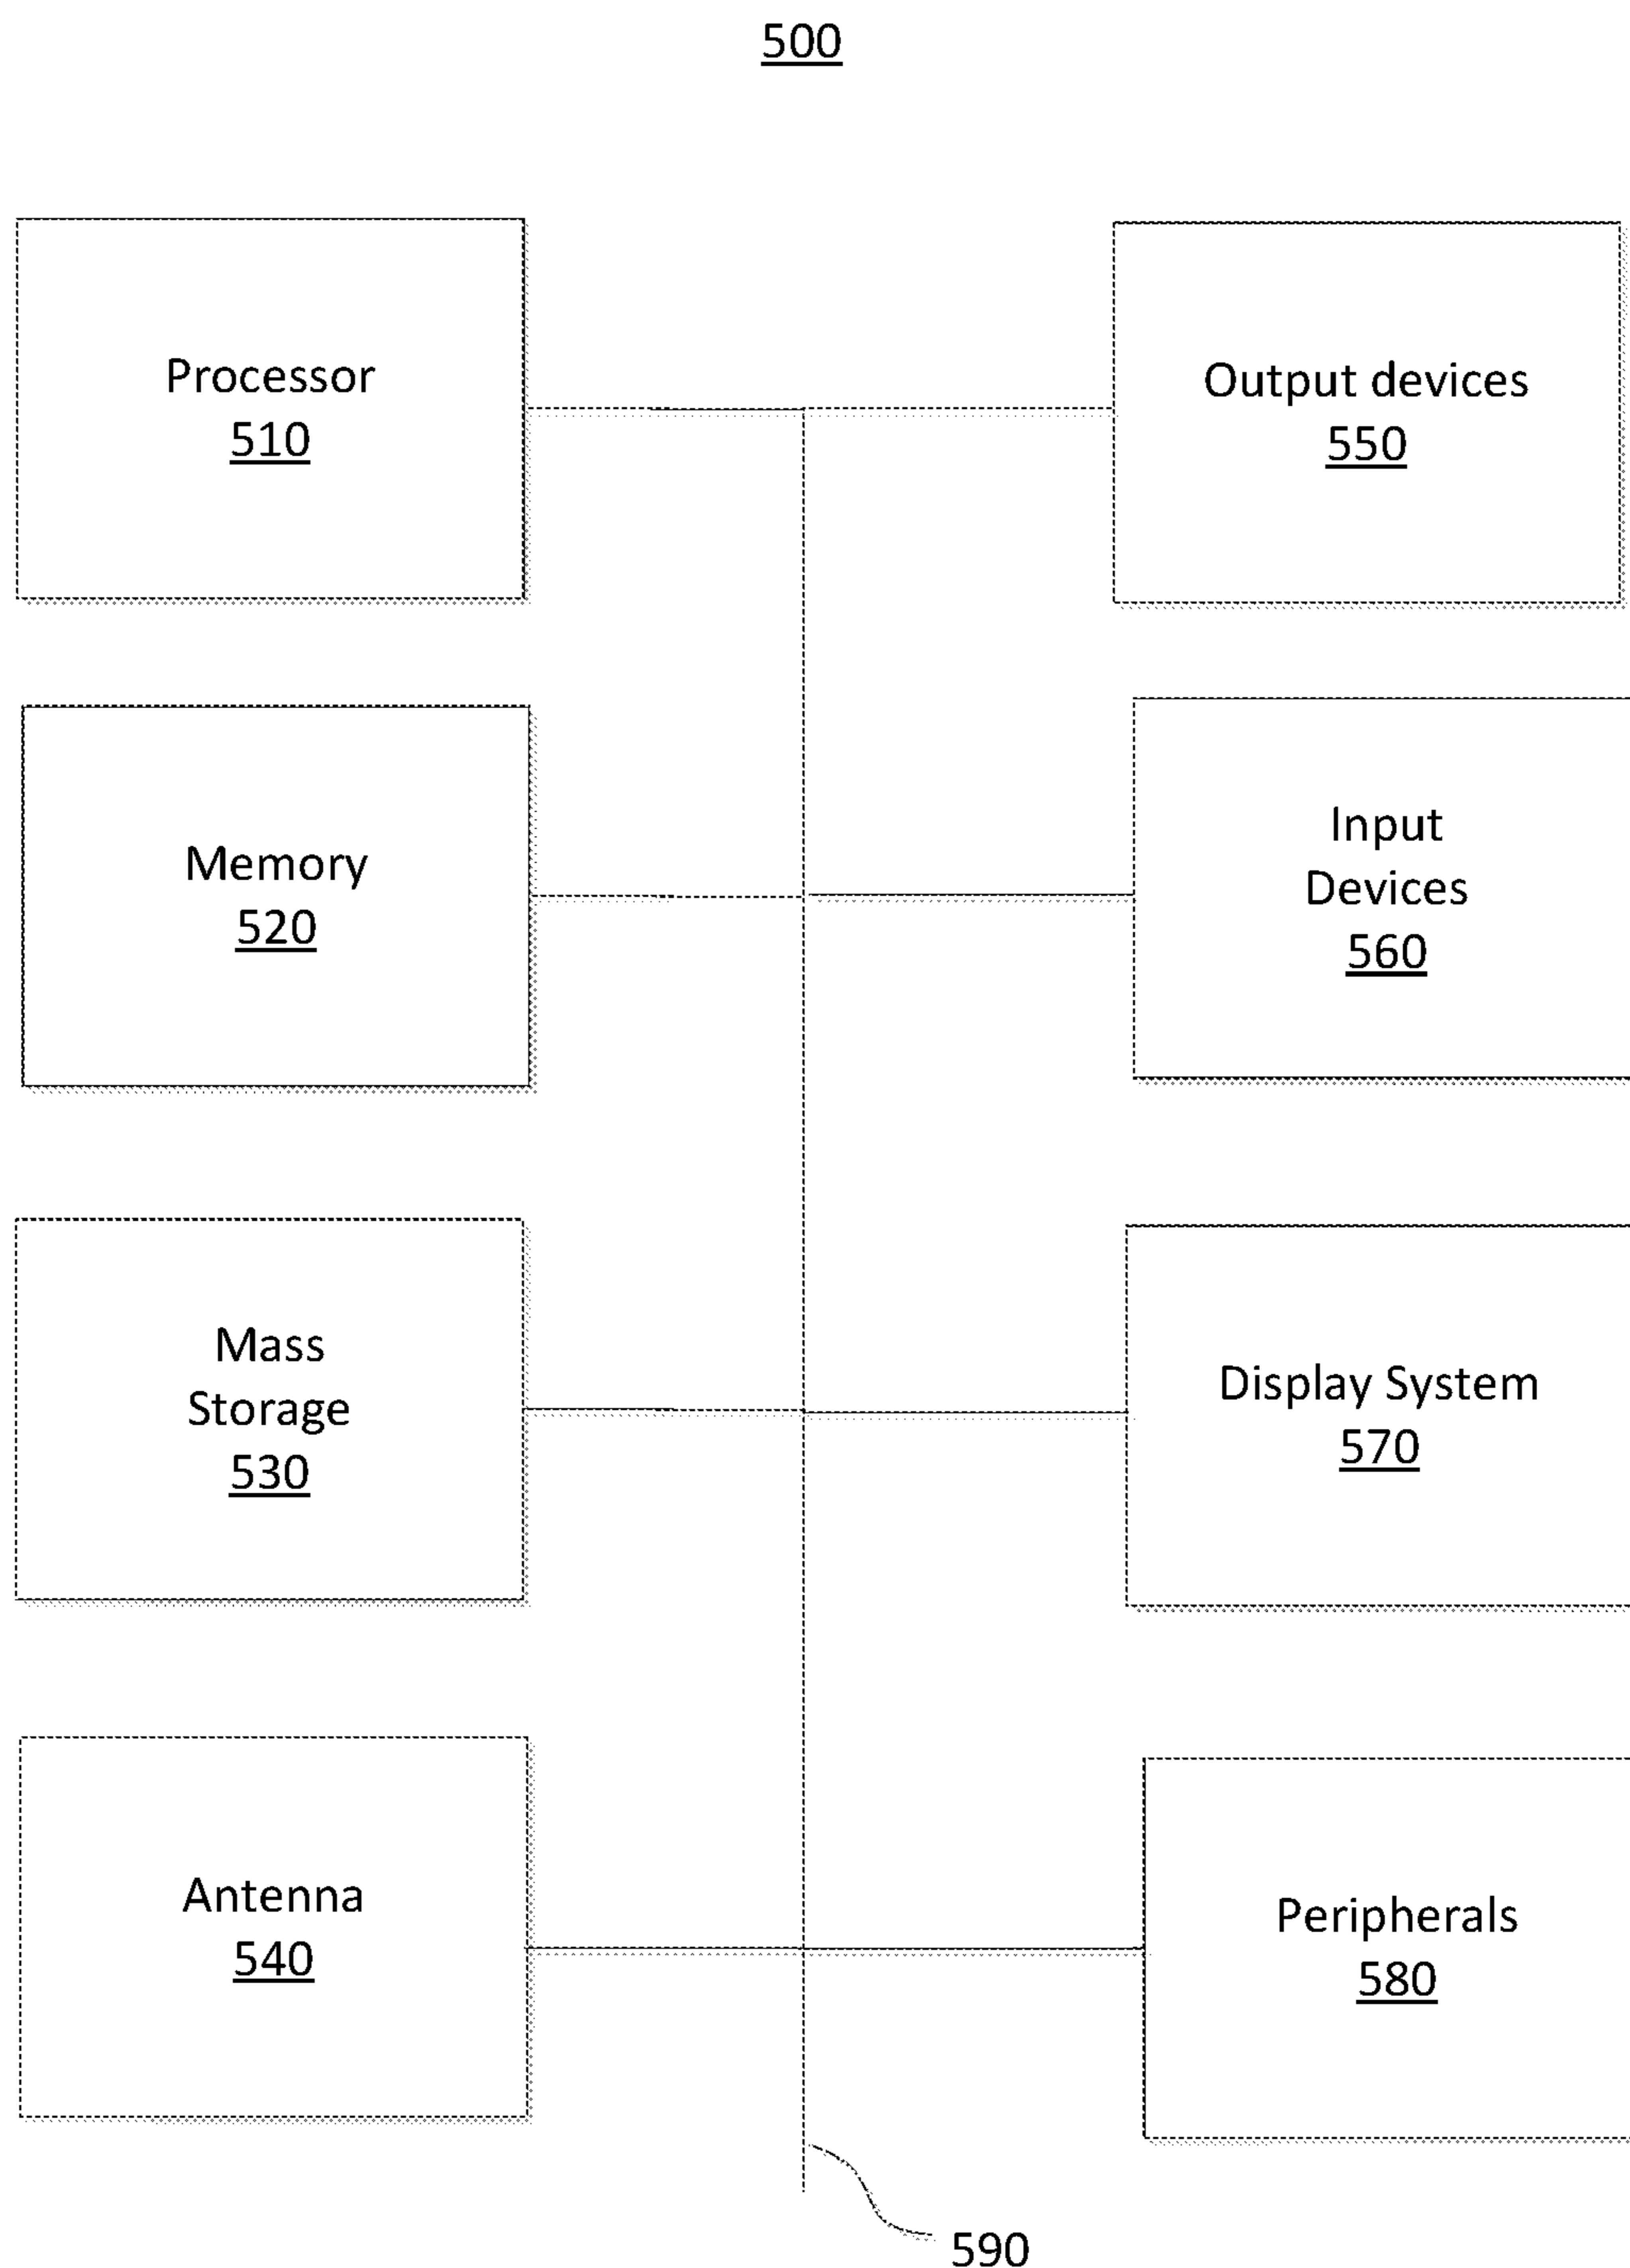 500
Processor
510
Output devices
550
Memory
520
Input
Devices
560
Mass
Storage
530
Display System
570
Antenna
540
Peripherals
580
590